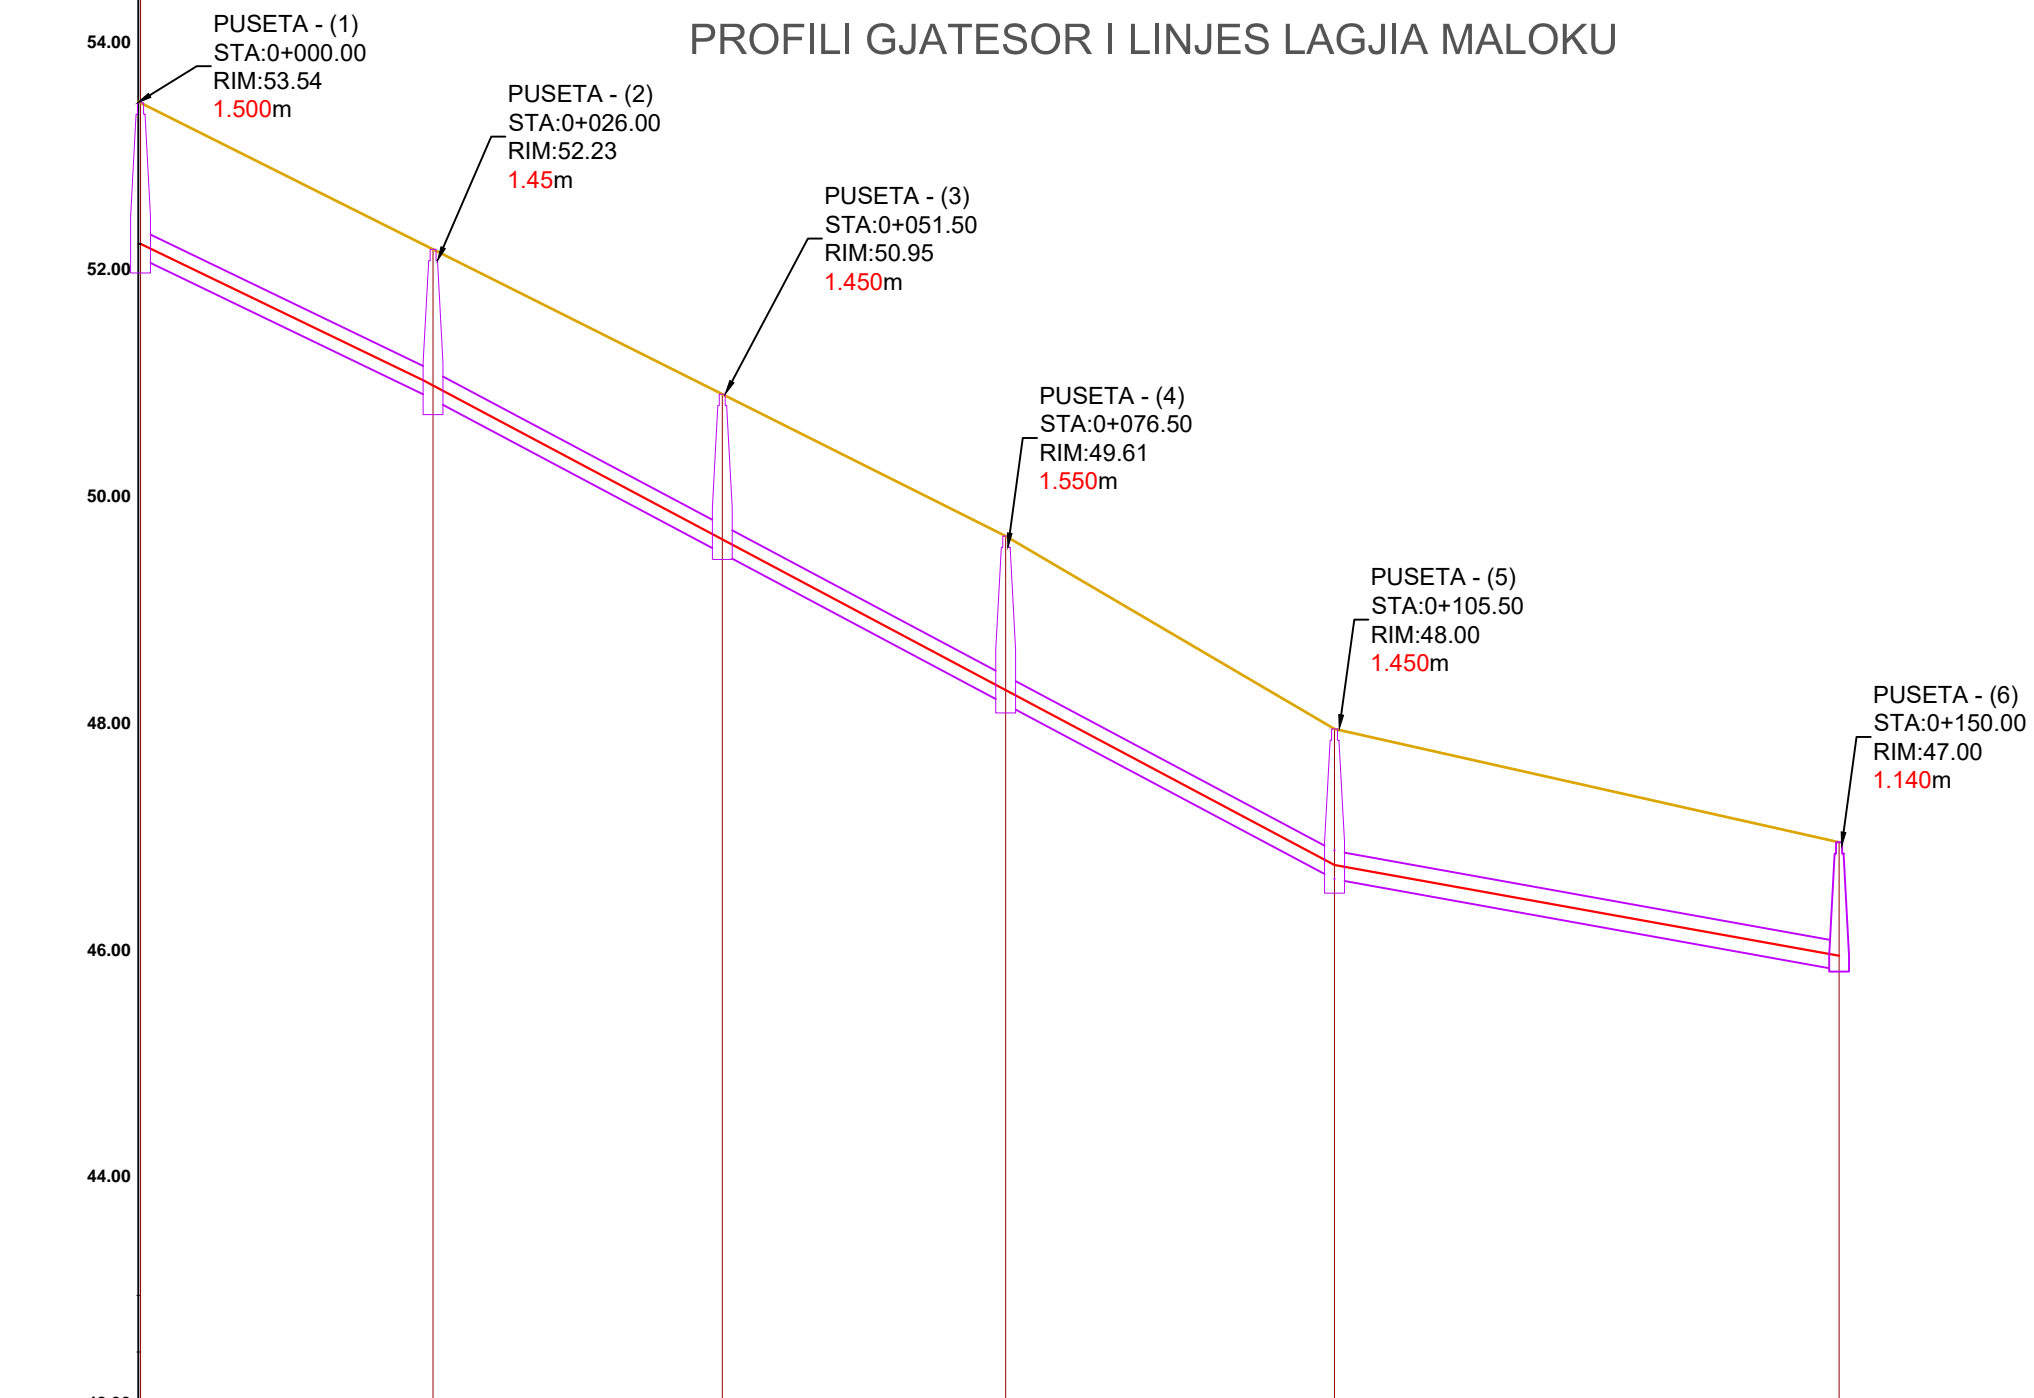 PROFILI GJATESOR I LINJES LAGJIA MALOKU
PUSETA - (1)
STA:0+000.00
RIM:53.54
1.500m
PUSETA - (2)
STA:0+026.00
RIM:52.23
1.45m
PUSETA - (3)
STA:0+051.50
RIM:50.95
1.450m
PUSETA - (4)
STA:0+076.50
RIM:49.61
1.550m
PUSETA - (5)
STA:0+105.50
RIM:48.00
1.450m
PUSETA - (6)
STA:0+150.00
RIM:47.00
1.140m
54.00
52.00
50.00
48.00
46.00
44.00